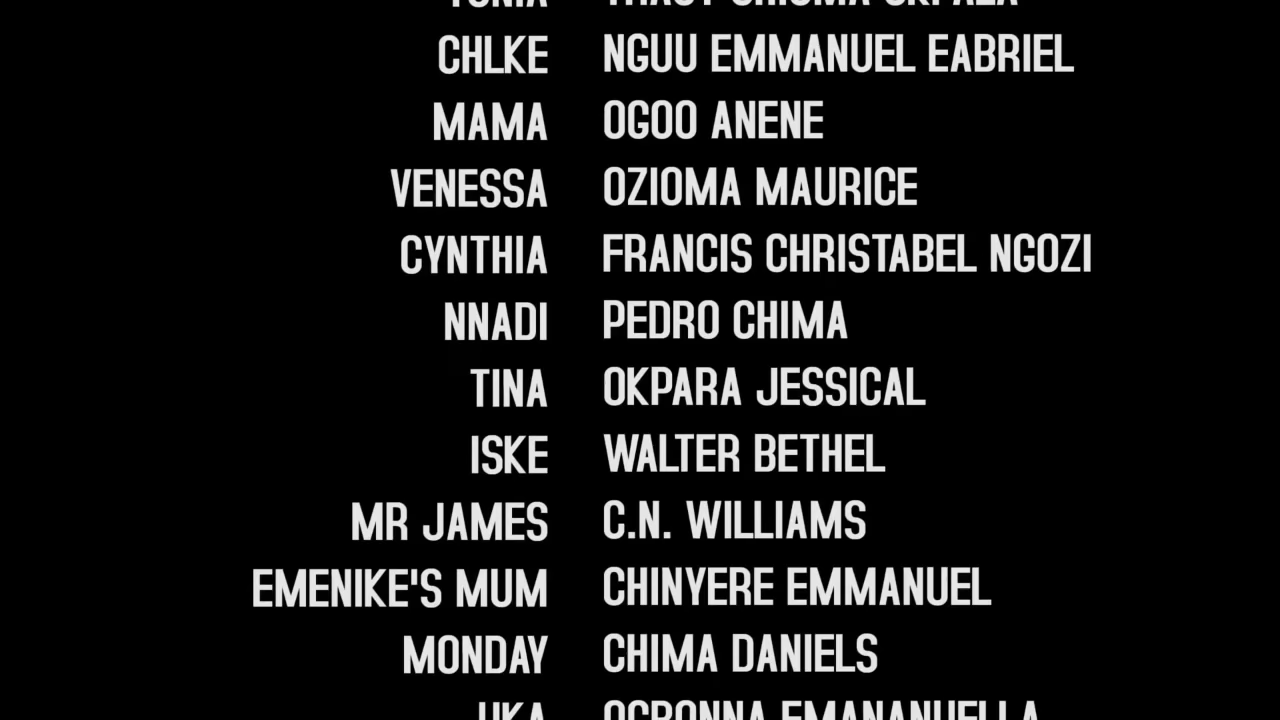 CHLKE NGUU EMMANUEL EABRIEL
MAMA OGOO ANENE
VENESSA OZIOMA MAURICE
CYNTHIA FRANCIS CHRISTABEL NGOZI
NNADI PEDRO CHIMA
TINA OKPARA JESSICAL
ISKE WALTER BETHEL
MR JAMES C.N. WILLIAMS
EMENIKE'S MUM CHINYERE EMMANUEL
MONDAY CHIMA DANIELS